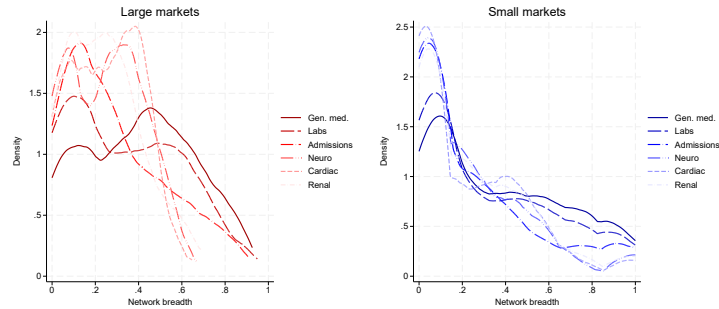 Large markets
2
1.5
1
.5
0
Density
0
.2
.4
.6
.8
1
Network breadth
Gen. med.
Labs
Admissions
Neuro
Cardiac
Renal
Small markets
2.5
2
1.5
1
.5
0
Density
0
.2
.4
.6
.8
1
Network breadth
Gen. med.
Labs
Admissions
Neuro
Cardiac
Renal